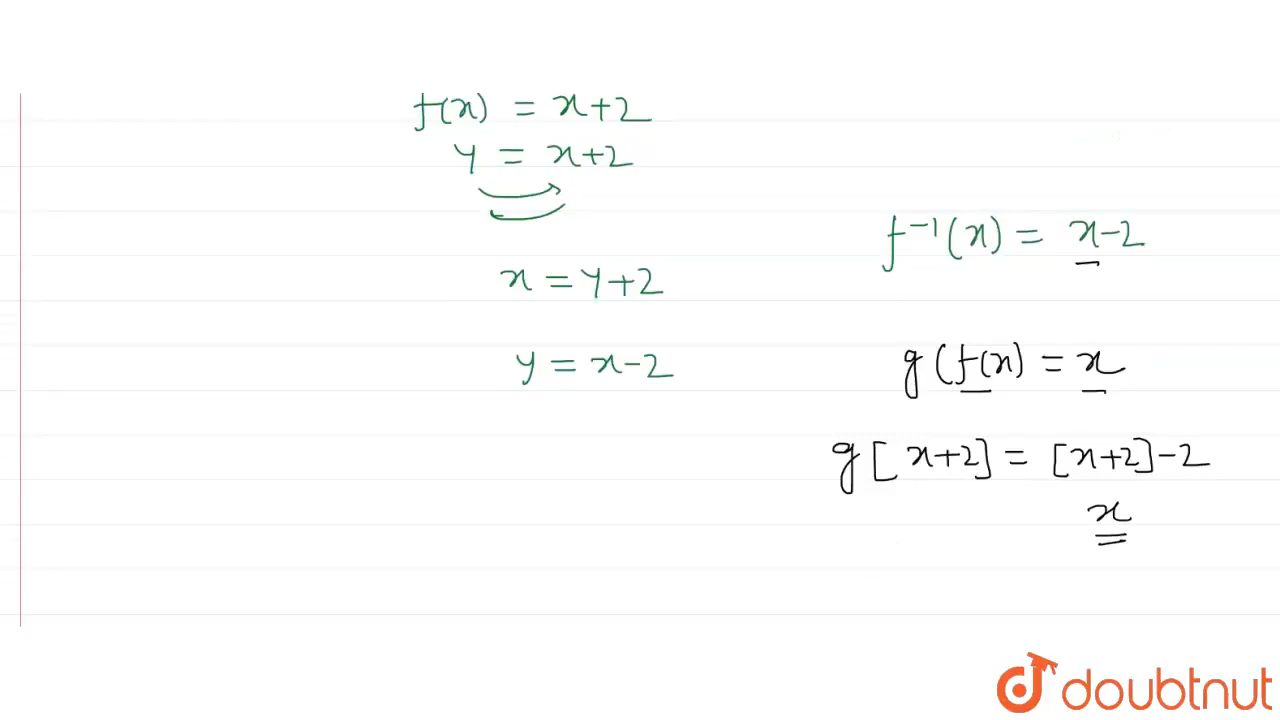 f(x) = x+2
y = x+2
x = y+2
y = x-2
f⁻¹(x) = x-2
g(f(x) = x
g[x+2] = [x+2]-2
x
doubtnut